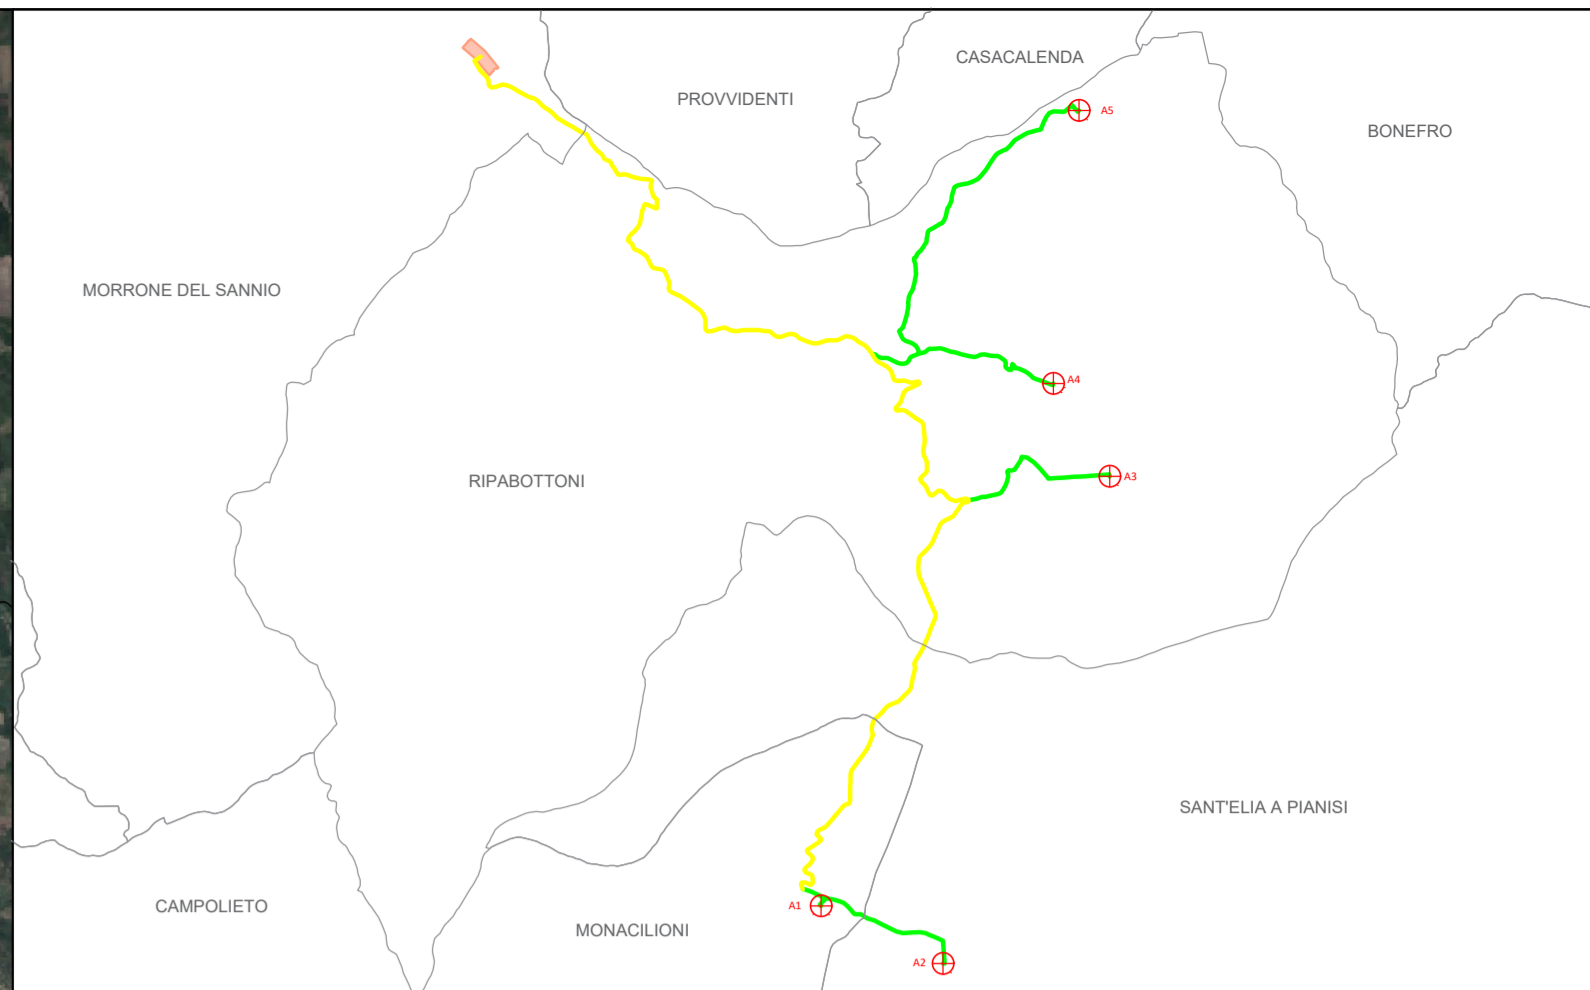 CASACALENDA
PROVVIDENTI
A5
BONEFRO
MORRONE DEL SANNIO
A4
RIPABOTTONI
A3
SANT'ELIA A PIANISI
CAMPOLIETO
A1
MONACILIONI
A2